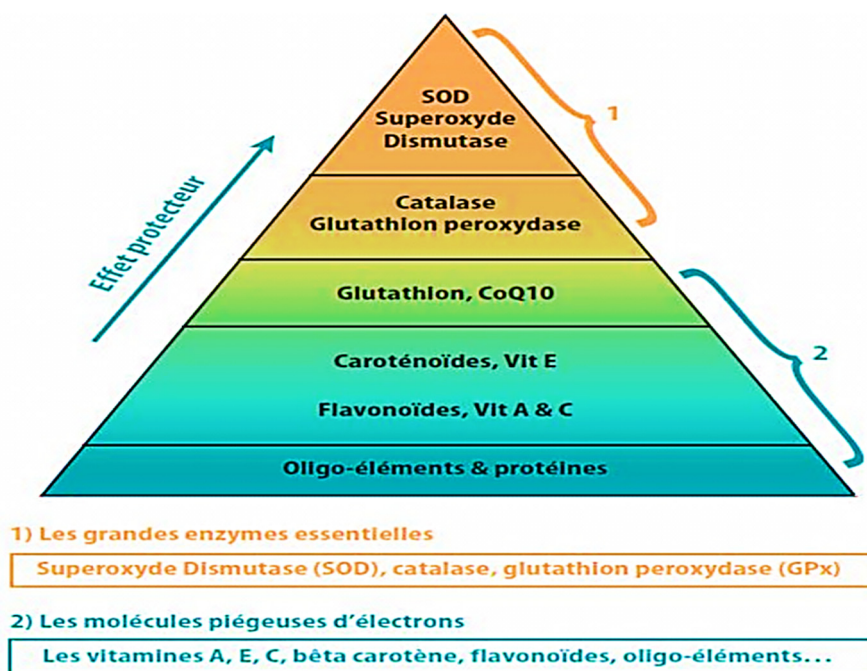 SOD
Superoxyde
Dismutase
1
Catalase
Glutathion peroxydase
Effet protecteur
Glutathion, CoQ10
2
Caroténoïdes, Vit E
Flavonoïdes, Vit A & C
Oligo-éléments & protéines
1) Les grandes enzymes essentielles
Superoxyde Dismutase (SOD), catalase, glutathion peroxydase (GPx)
2) Les molécules piégeuses d'électrons
Les vitamines A, E, C, bêta carotène, flavonoïdes, oligo-éléments...